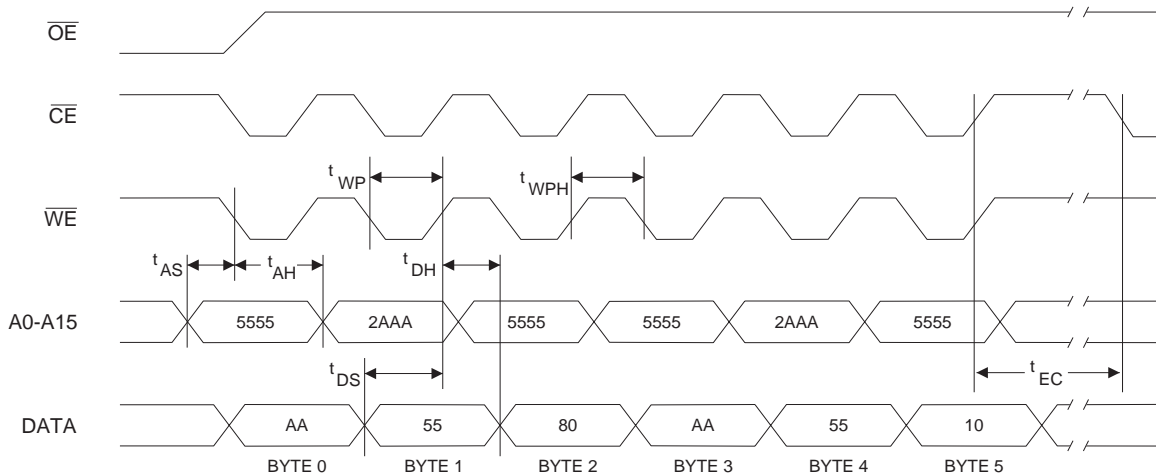 OE
CE
t WP
t WPH
WE
t AS
t AH
t DH
A0-A15
5555 2AAA 5555 5555 2AAA 5555
t DS
t EC
DATA
AA 55 80 AA 55 10
BYTE 0 BYTE 1 BYTE 2 BYTE 3 BYTE 4 BYTE 5